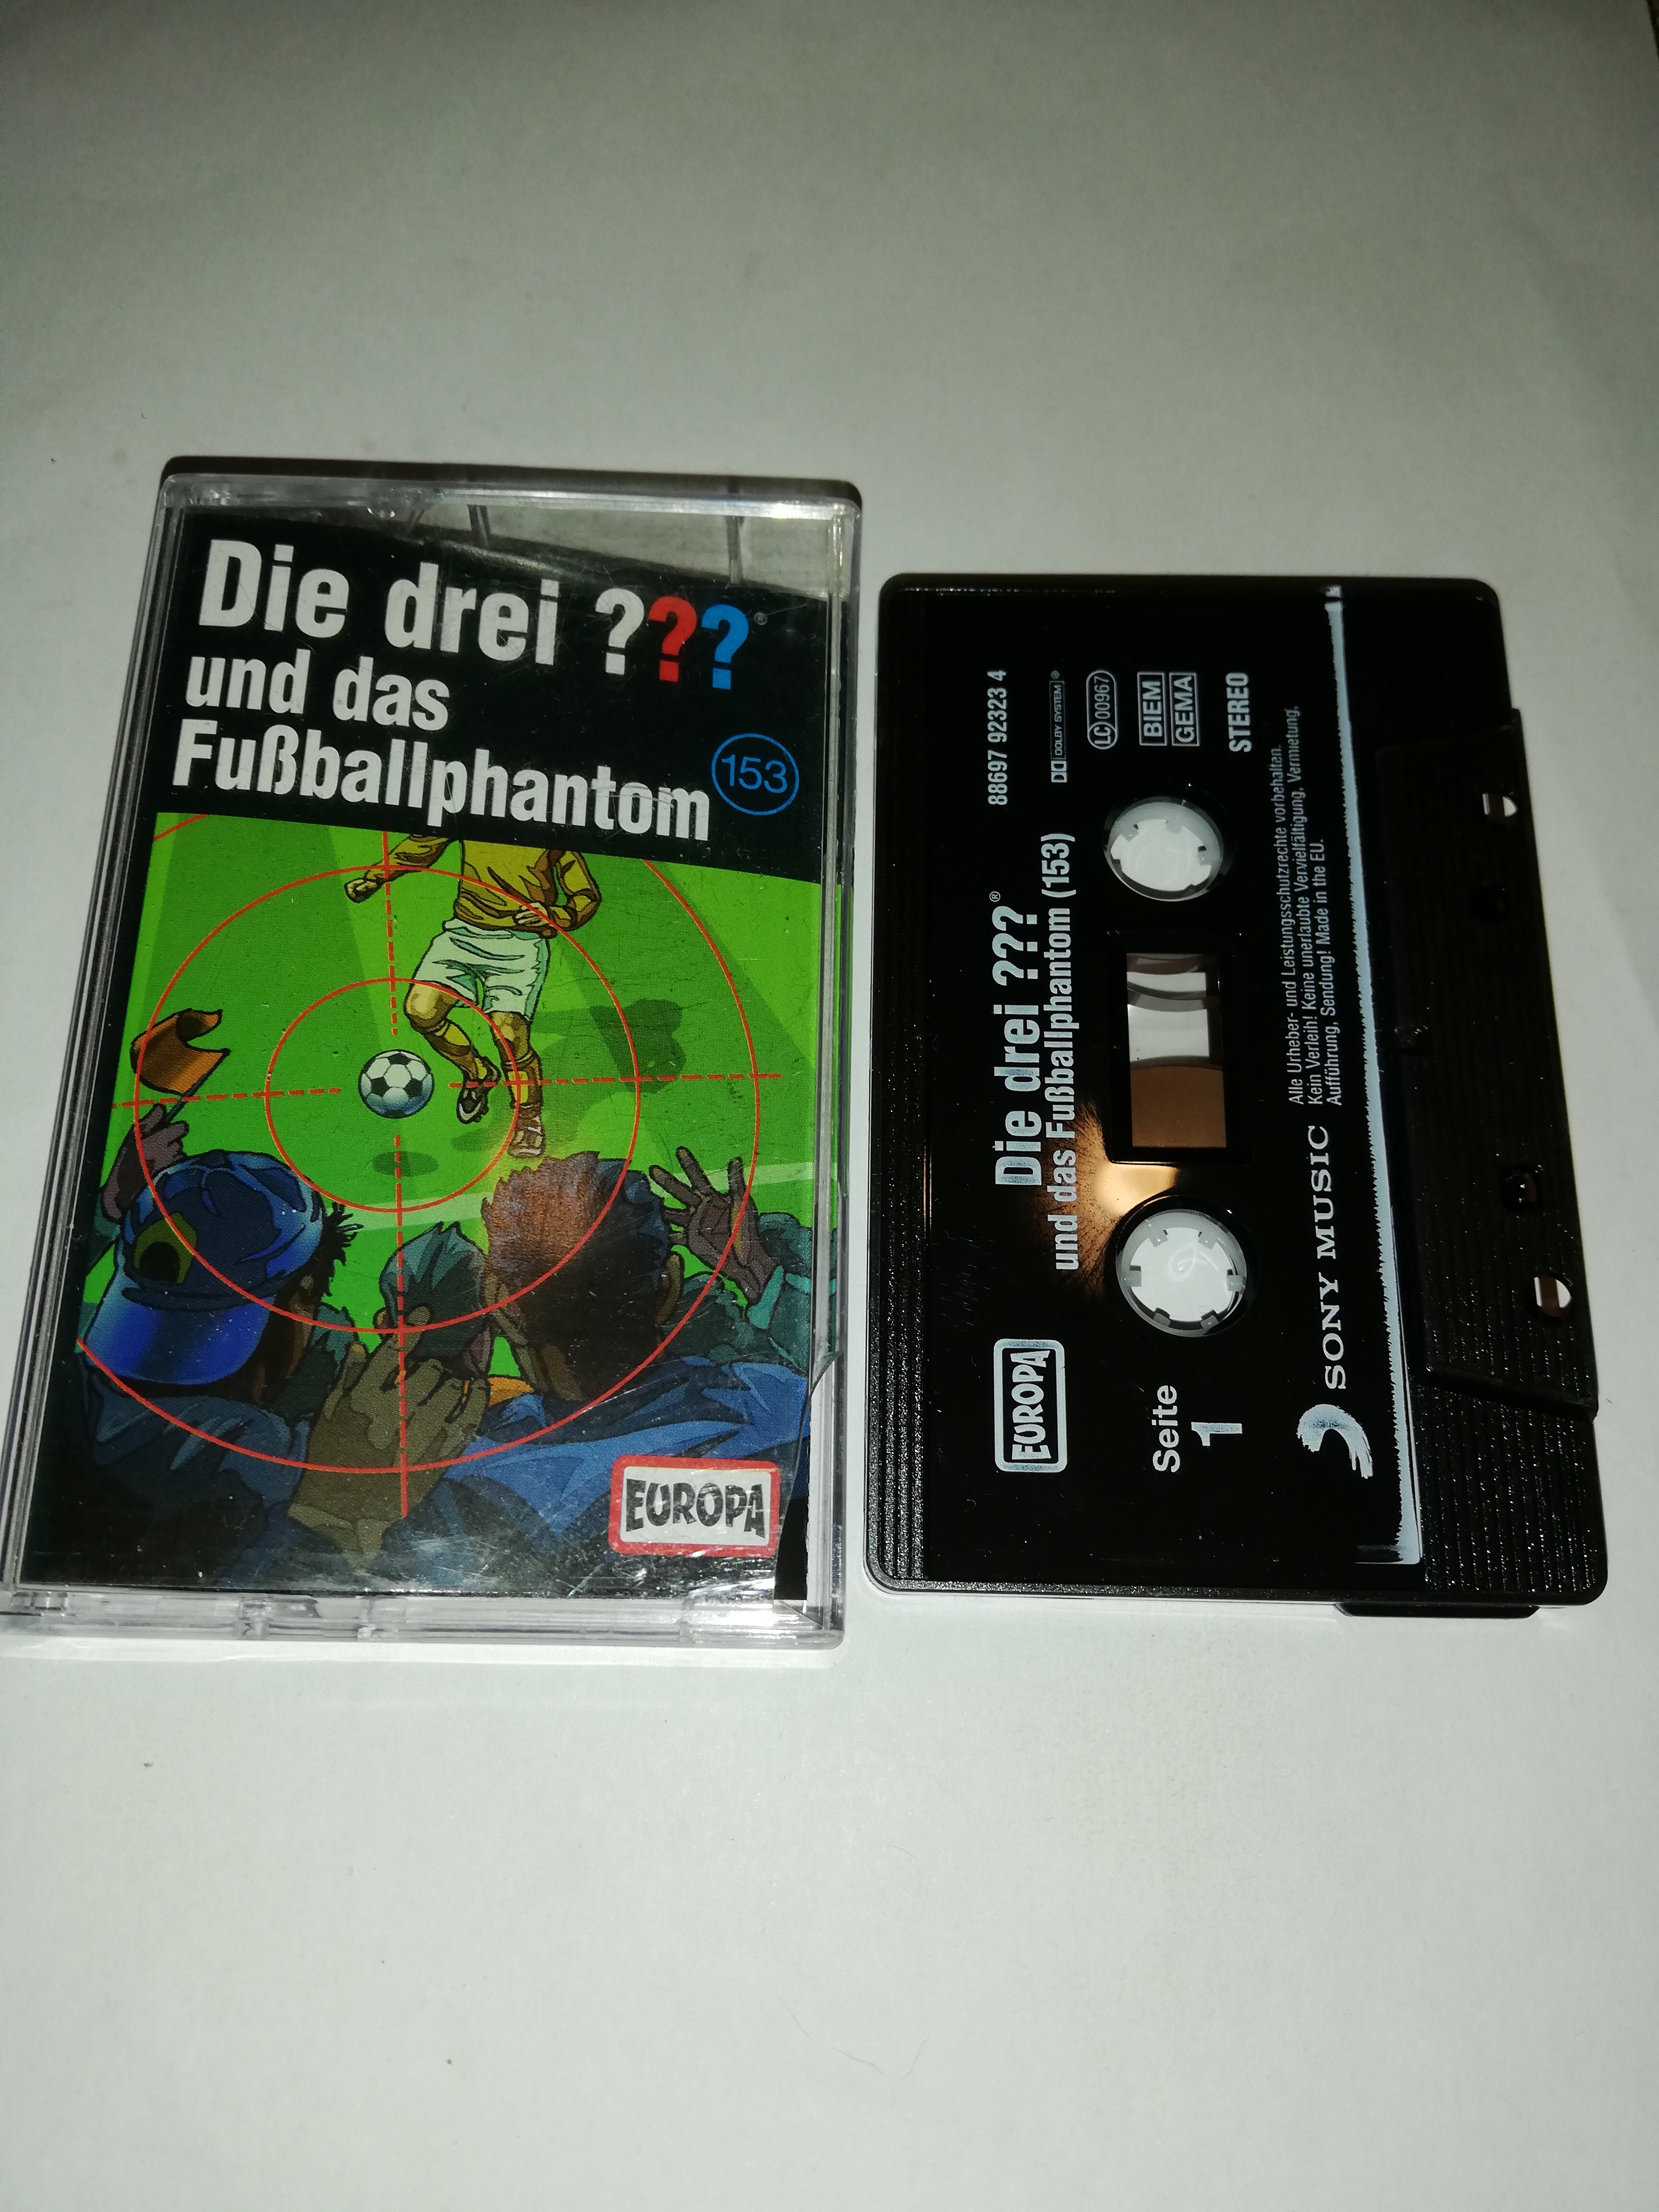 Die drei ???®
und das
Fußballphantom
153
EUROPA
Die drei ???®
und das Fußballphantom (153)
88697 92323 4
DOLBY SYSTEM®
LC 00967
BIEM
GEMA
STEREO
EUROPA
Seite
1
SONY MUSIC
Alle Urheber- und Leistungsschutzrechte vorbehalten.
Kein Verleih! Keine unerlaubte Vervielfältigung, Vermietung,
Aufführung, Sendung! Made in the EU.